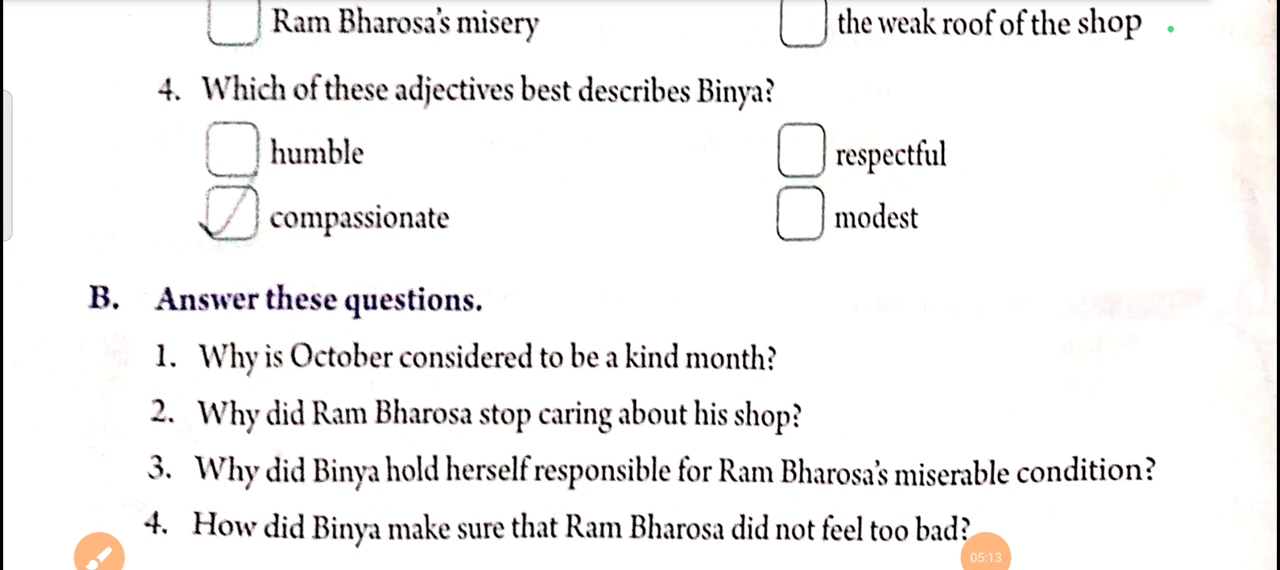 Ram Bharosa's misery the weak roof of the shop
4. Which of these adjectives best describes Binya?
humble respectful
compassionate modest
B. Answer these questions.
1. Why is October considered to be a kind month?
2. Why did Ram Bharosa stop caring about his shop?
3. Why did Binya hold herself responsible for Ram Bharosa's miserable condition?
4. How did Binya make sure that Ram Bharosa did not feel too bad?
05:13